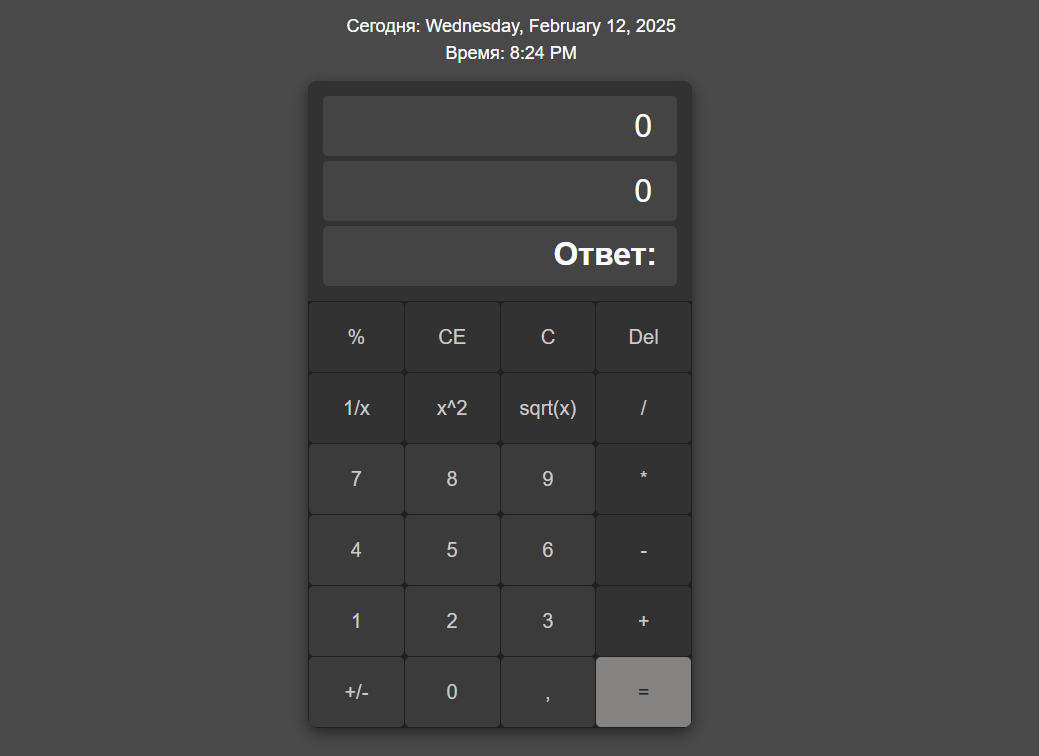 Сегодня: Wednesday, February 12, 2025
Время: 8:24 PM
0
0
Ответ:
% CE C Del
1/x x^2 sqrt(x) /
7 8 9 *
4 5 6 -
1 2 3 +
+/- 0 , =